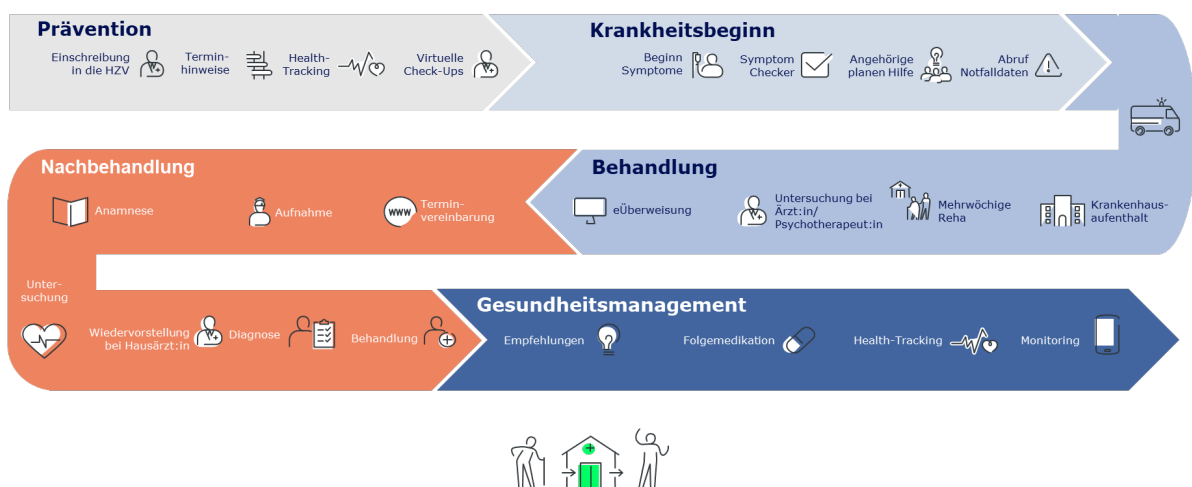 Prävention
Einschreibung
in die HZV
Termin-
hinweise
Health-
Tracking
Virtuelle
Check-Ups
Krankheitsbeginn
Beginn
Symptome
Symptom
Checker
Angehörige
planen Hilfe
Abruf
Notfalldaten
Behandlung
Krankenhaus-
aufenthalt
Mehrwöchige
Reha
Untersuchung bei
Ärzt:in/
Psychotherapeut:in
eÜberweisung
Nachbehandlung
Termin-
vereinbarung
www
Aufnahme
Anamnese
Unter-
suchung
Wiedervorstellung
bei Hausärzt:in
Diagnose
Behandlung
Gesundheitsmanagement
Empfehlungen
Folgemedikation
Health-Tracking
Monitoring